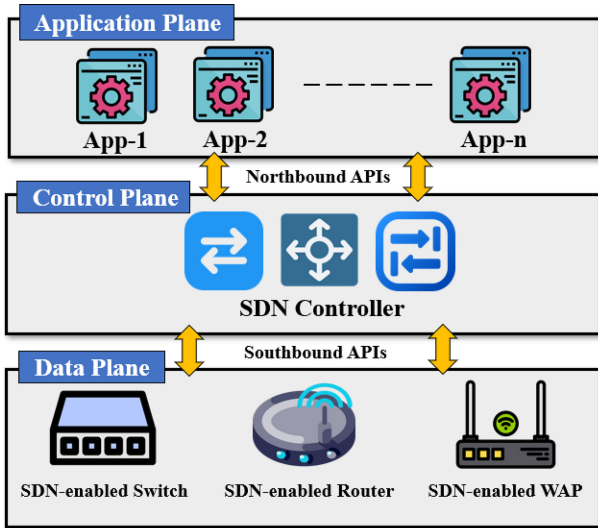 Application Plane
App-1
App-2
App-n
Northbound APIs
Control Plane
SDN Controller
Southbound APIs
Data Plane
SDN-enabled Switch
SDN-enabled Router
SDN-enabled WAP